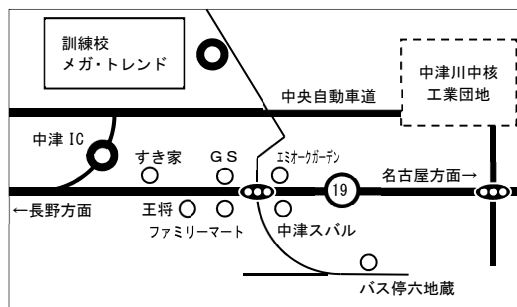 訓練校
メガ・トレンド
中津川中核
工業団地
中央自動車道
中津 IC
すき家
ＧＳ
エミオークガーデン
名古屋方面→
19
←長野方面
王将
ファミリーマート
中津スバル
バス停六地蔵